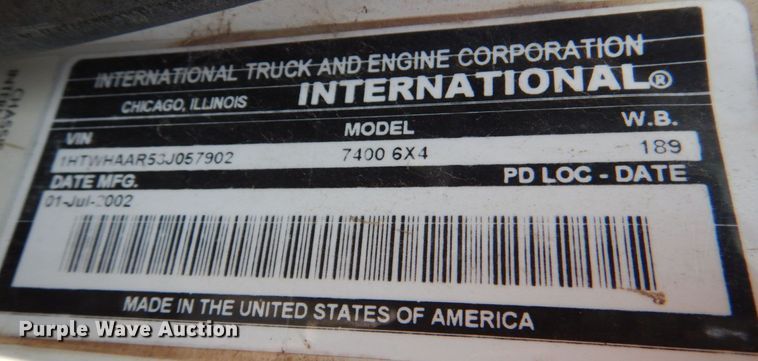 INTERNATIONAL TRUCK AND ENGINE CORPORATION
CHICAGO, ILLINOIS INTERNATIONAL®
VIN MODEL W.B.
1HTWHAAR53J057902 7400 6X4 189
DATE MFG. PD LOC - DATE
01-Jul-2002
MADE IN THE UNITED STATES OF AMERICA
Purple Wave Auction